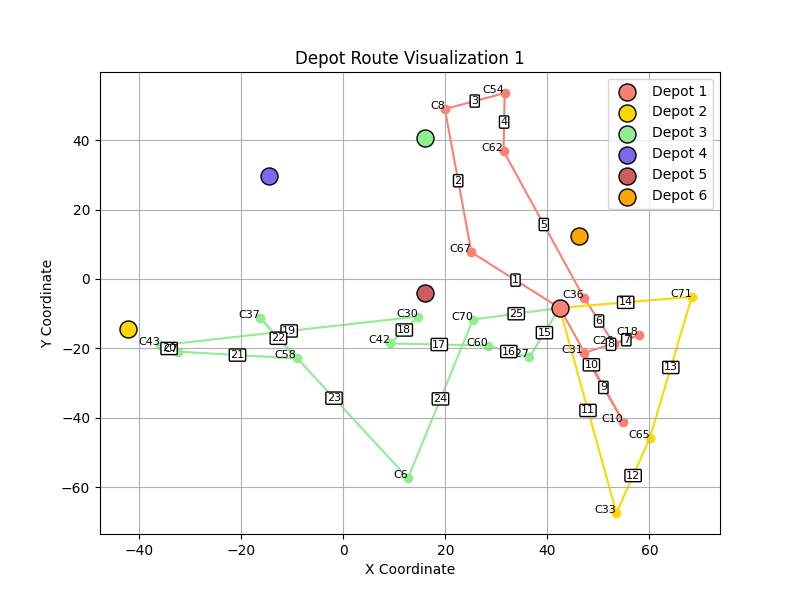 Depot Route Visualization 1
Depot 1
Depot 2
Depot 3
Depot 4
Depot 5
Depot 6
Y Coordinate
40
20
0
−20
−40
−60
−40
−20
0
20
40
60
X Coordinate
C54
C8
C62
C67
C36
C71
C37
C30
C70
C18
C43
C42
C60
C31
C58
C10
C65
C6
C33
1
2
3
4
5
6
7
8
9
10
11
12
13
14
15
16
17
18
19
20
21
22
23
24
25